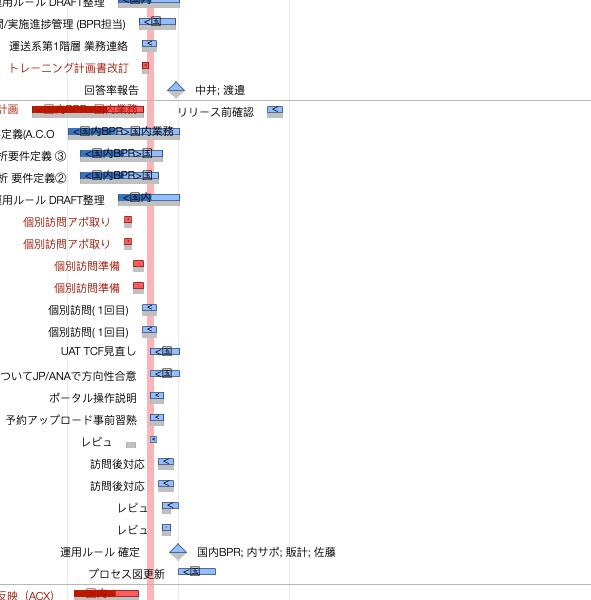 運用ルール DRAFT整理 <国内
問/実施進捗管理 (BPR担当) <国
運送系第1階層 業務連絡 <
トレーニング計画書改訂
回答率報告 中井; 渡邉
計画 国内BPR>国内業務 リリース前確認 <
定義(A.C.O <国内BPR>国内業務
析要件定義 ③ <国内BPR>国
析 要件定義② <国内BPR>国
運用ルール DRAFT整理 <国内
個別訪問アポ取り
個別訪問アポ取り
個別訪問準備
個別訪問準備
個別訪問( 1回目) <
個別訪問( 1回目) <
UAT TCF見直し <国
ついてJP/ANAで方向性合意 <国
ポータル操作説明 <
予約アップロード事前習熟 <
レビュ <
訪問後対応 <
訪問後対応 <
レビュ <
レビュ
運用ルール 確定 国内BPR; 内サポ; 販計; 佐藤
プロセス図更新 <国
反映（ACX） 国内